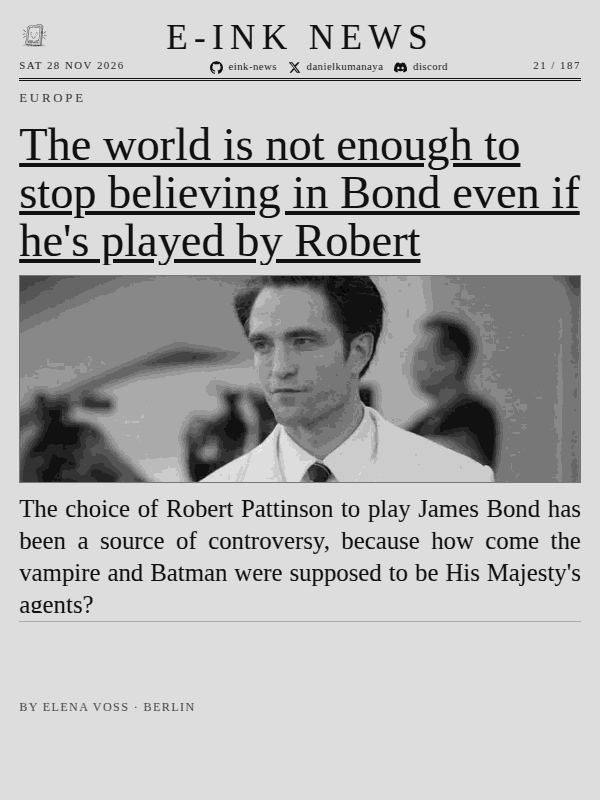 E-INK NEWS
SAT 28 NOV 2026
eink-news danielkumanaya discord
21 / 187
EUROPE
The world is not enough to
stop believing in Bond even if
he's played by Robert
The choice of Robert Pattinson to play James Bond has
been a source of controversy, because how come the
vampire and Batman were supposed to be His Majesty's
agents?
BY ELENA VOSS · BERLIN